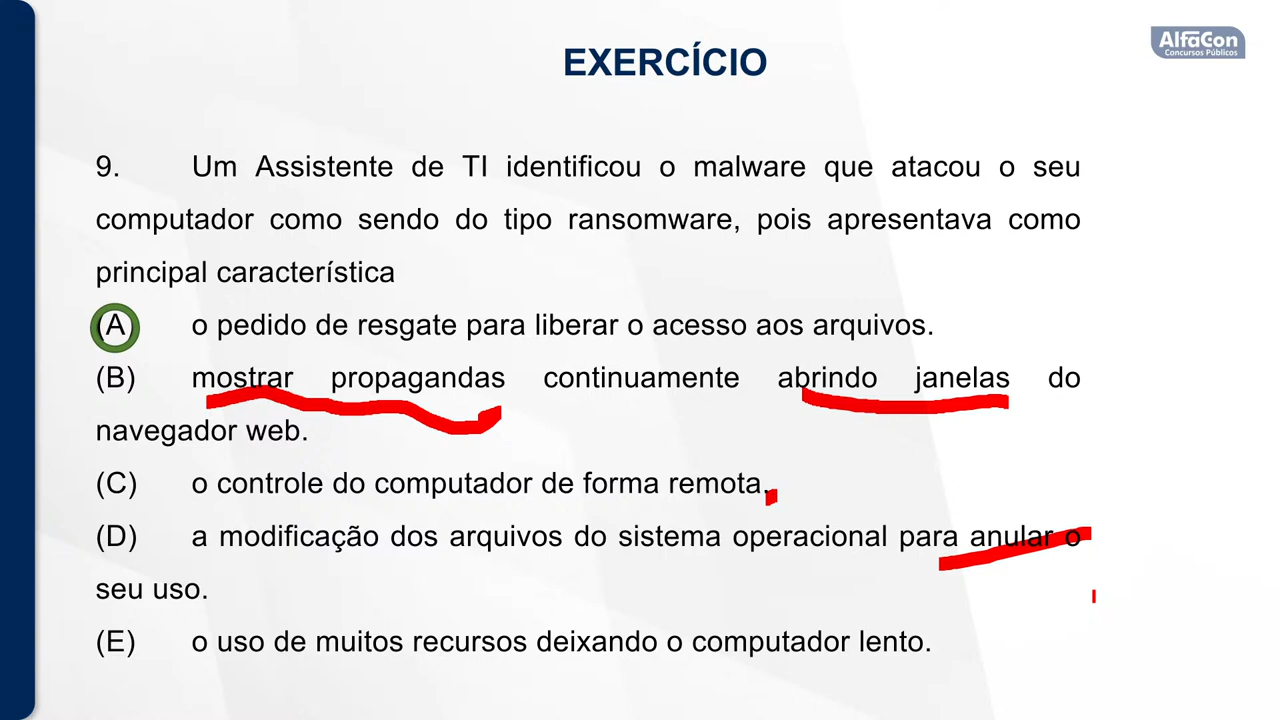 AlfaCon
Concursos Públicos
EXERCÍCIO
9. Um Assistente de TI identificou o malware que atacou o seu
computador como sendo do tipo ransomware, pois apresentava como
principal característica
(A) o pedido de resgate para liberar o acesso aos arquivos.
(B) mostrar propagandas continuamente abrindo janelas do
navegador web.
(C) o controle do computador de forma remota.
(D) a modificação dos arquivos do sistema operacional para anular o
seu uso.
(E) o uso de muitos recursos deixando o computador lento.